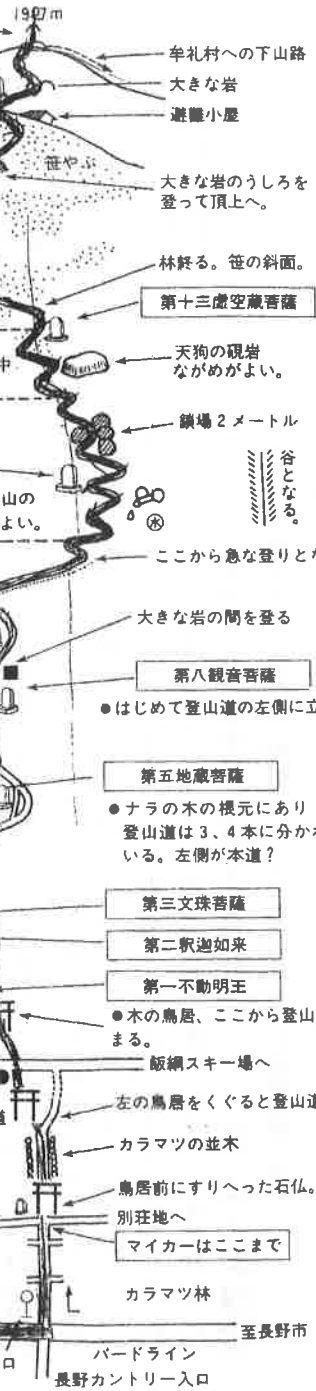 1917m
牟礼村への下山路
大きな岩
避難小屋
笹やぶ
大きな岩のうしろを
登って頂上へ。
林終る。笹の斜面。
第十三虚空蔵菩薩
中
天狗の硯岩
ながめがよい。
鎖場2メートル
谷となる。
山の
よい。
水
ここから急な登りとな
大きな岩の間を登る
第八観音菩薩
●はじめて登山道の左側に立
第五地蔵菩薩
●ナラの木の根元にあり
登山道は3、4本に分かれ
いる。左側が本道?
第三文珠菩薩
第二釈迦如来
第一不動明王
●木の鳥居、ここから登山
まる。
飯綱スキー場へ
道
左の鳥居をくぐると登山道
カラマツの並木
鳥居前にすりへった石仏。
別荘地へ
マイカーはここまで
カラマツ林
至長野市
口
バードライン
長野カントリー入口